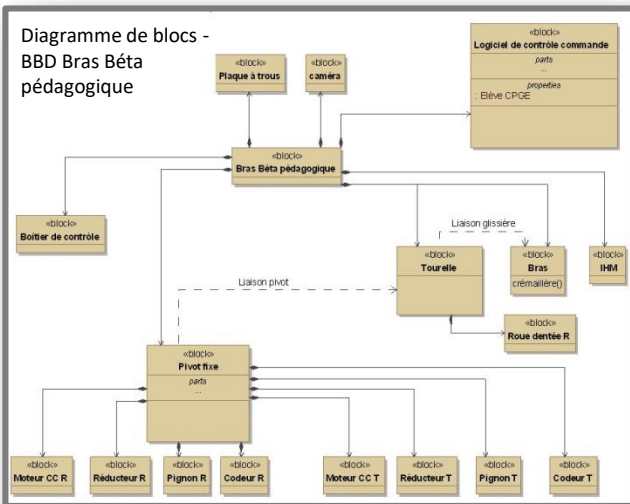 Diagramme de blocs -
BBD Bras Béta
pédagogique
«block»
Plaque à trous
«block»
caméra
«block»
Logiciel de contrôle commande
parts
...
properties
: Elève CPGE
«block»
Bras Bèta pédagogique
«block»
Boîtier de contrôle
Liaison glissière
«block»
Tourelle
«block»
Bras
crémaillère()
«block»
IHM
Liaison pivot
«block»
Roue dentée R
«block»
Pivot fixe
parts
...
«block»
Moteur CC R
«block»
Réducteur R
«block»
Pignon R
«block»
Codeur R
«block»
Moteur CC T
«block»
Réducteur T
«block»
Pignon T
«block»
Codeur T